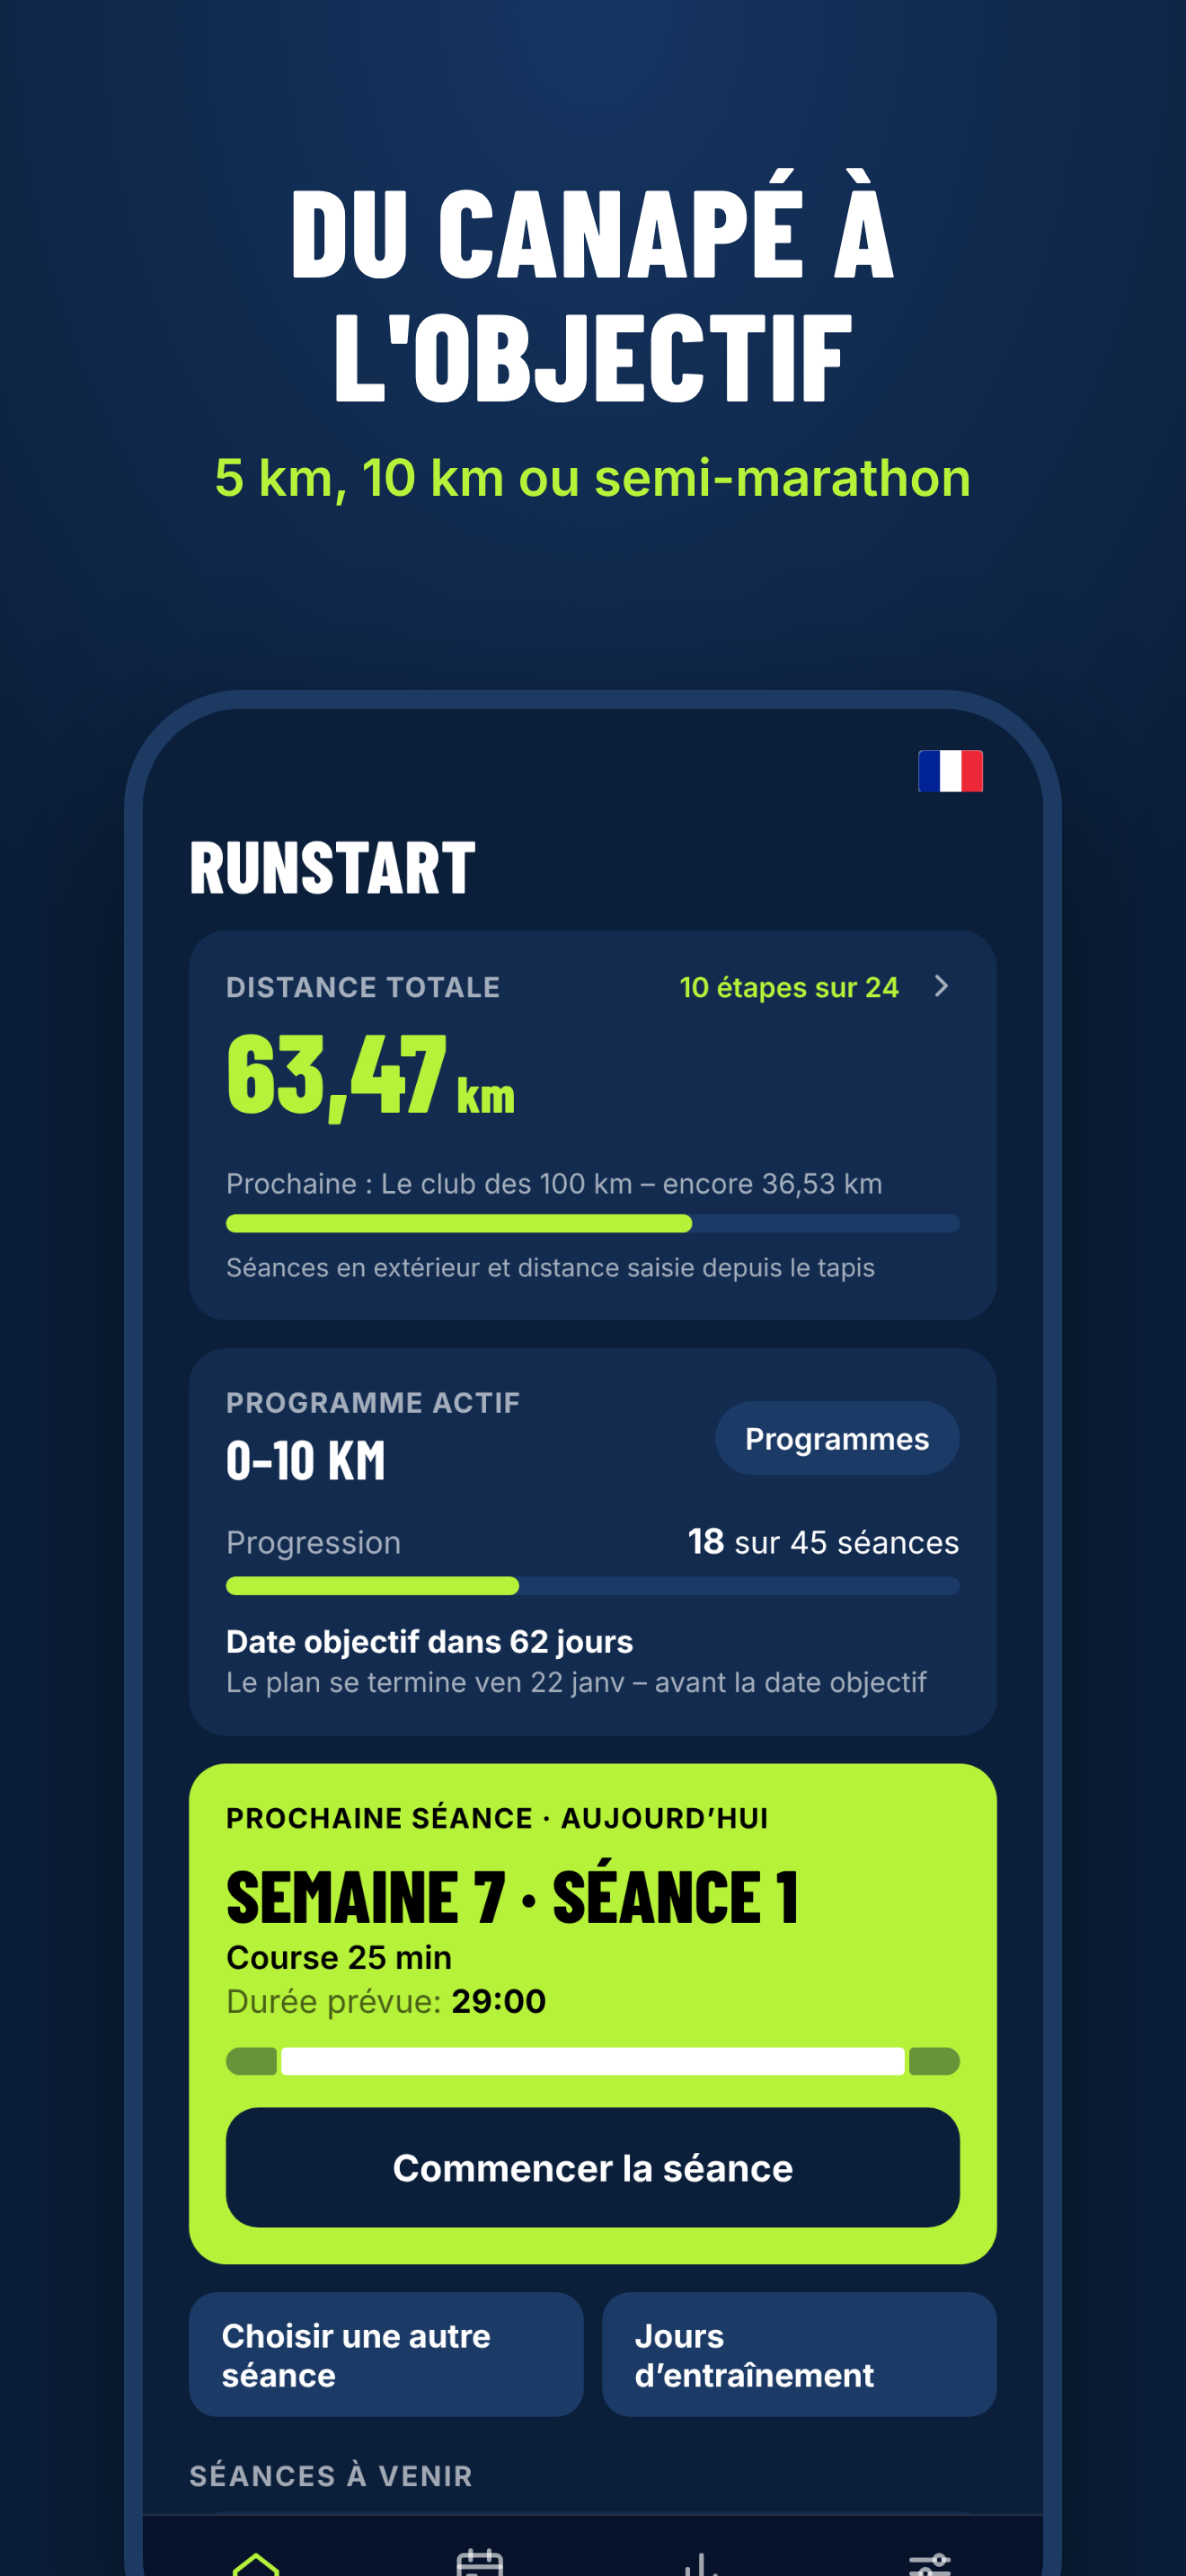 DU CANAPÉ À
L'OBJECTIF
5 km, 10 km ou semi-marathon
RUNSTART
DISTANCE TOTALE
10 étapes sur 24
63,47 km
Prochaine : Le club des 100 km – encore 36,53 km
Séances en extérieur et distance saisie depuis le tapis
PROGRAMME ACTIF
0–10 KM
Programmes
Progression
18 sur 45 séances
Date objectif dans 62 jours
Le plan se termine ven 22 janv – avant la date objectif
PROCHAINE SÉANCE · AUJOURD’HUI
SEMAINE 7 · SÉANCE 1
Course 25 min
Durée prévue: 29:00
Commencer la séance
Choisir une autre
séance
Jours
d’entraînement
SÉANCES À VENIR